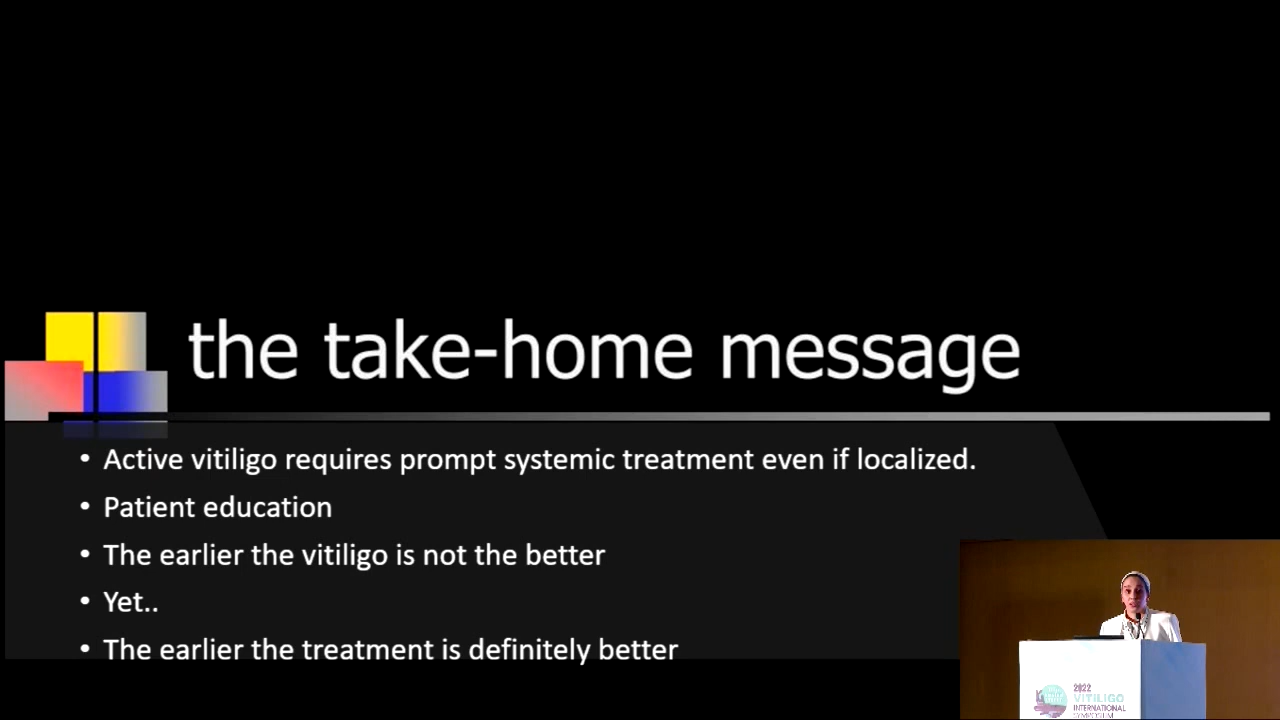 the take-home message
• Active vitiligo requires prompt systemic treatment even if localized.
• Patient education
• The earlier the vitiligo is not the better
• Yet..
• The earlier the treatment is definitely better
2022
VITILIGO
INTERNATIONAL
SYMPOSIUM